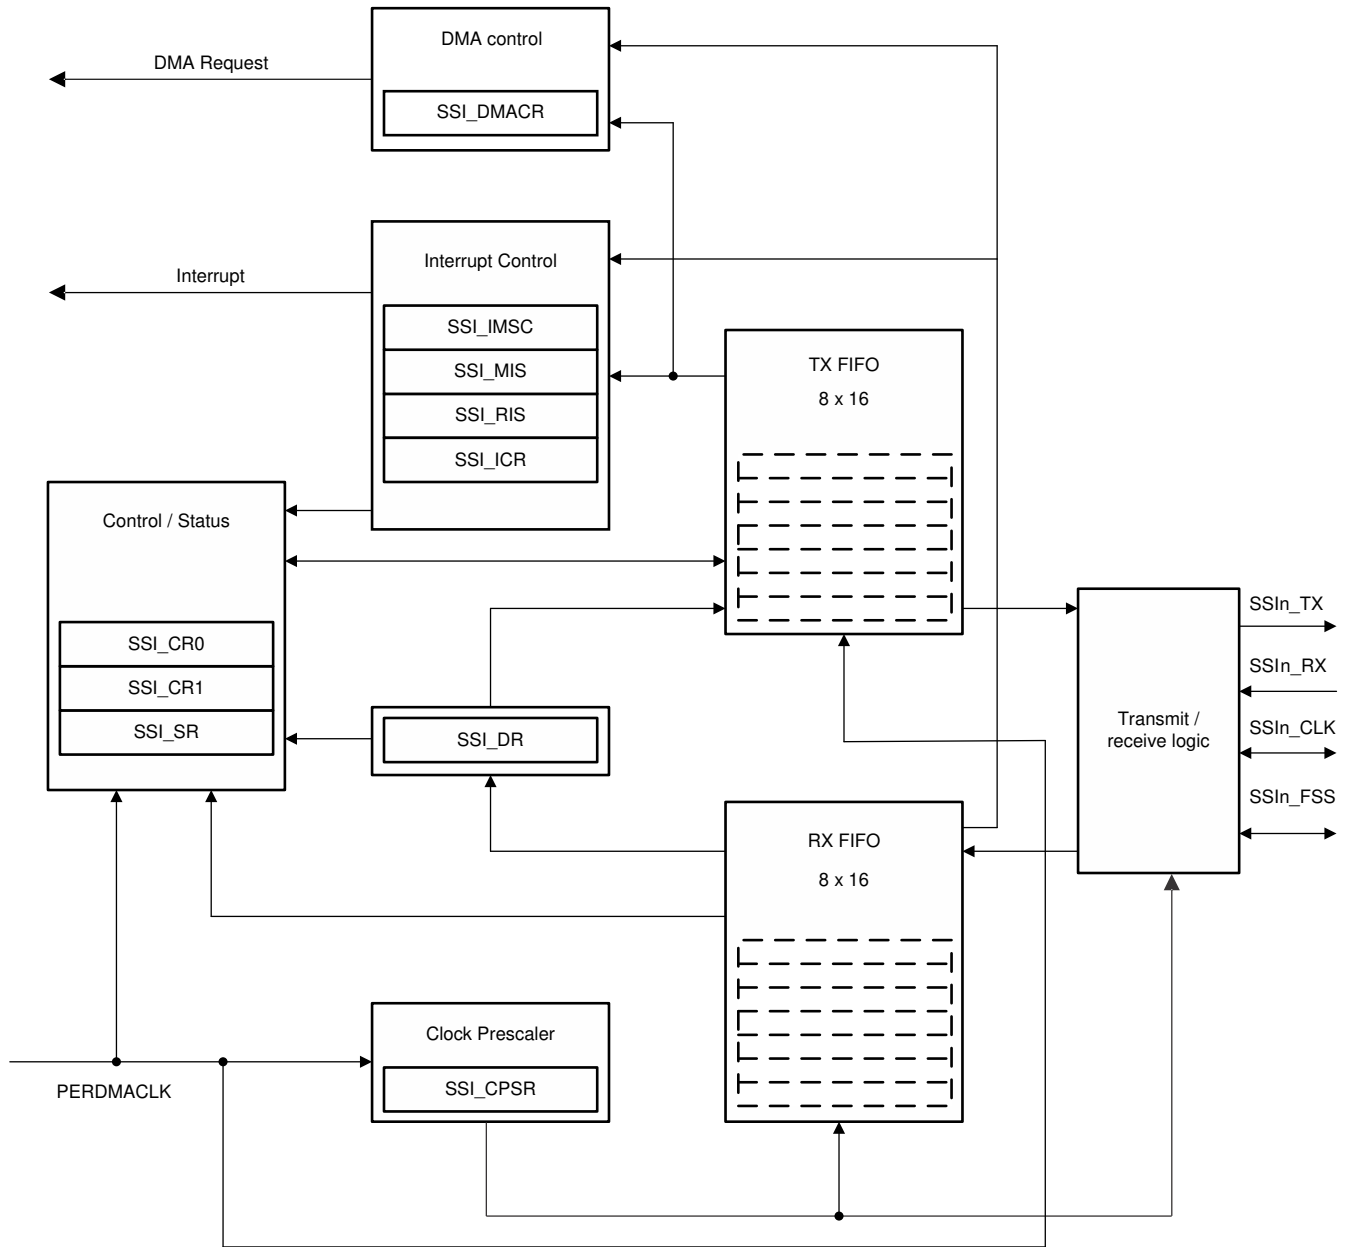 DMA control
DMA Request
SSI_DMACR
Interrupt Control
Interrupt
SSI_IMSC
SSI_MIS
SSI_RIS
SSI_ICR
TX FIFO
8 x 16
Control / Status
SSI_CR0
SSI_CR1
SSI_SR
SSI_DR
SSIn_TX
SSIn_RX
SSIn_CLK
SSIn_FSS
Transmit /
receive logic
RX FIFO
8 x 16
Clock Prescaler
SSI_CPSR
PERDMACLK